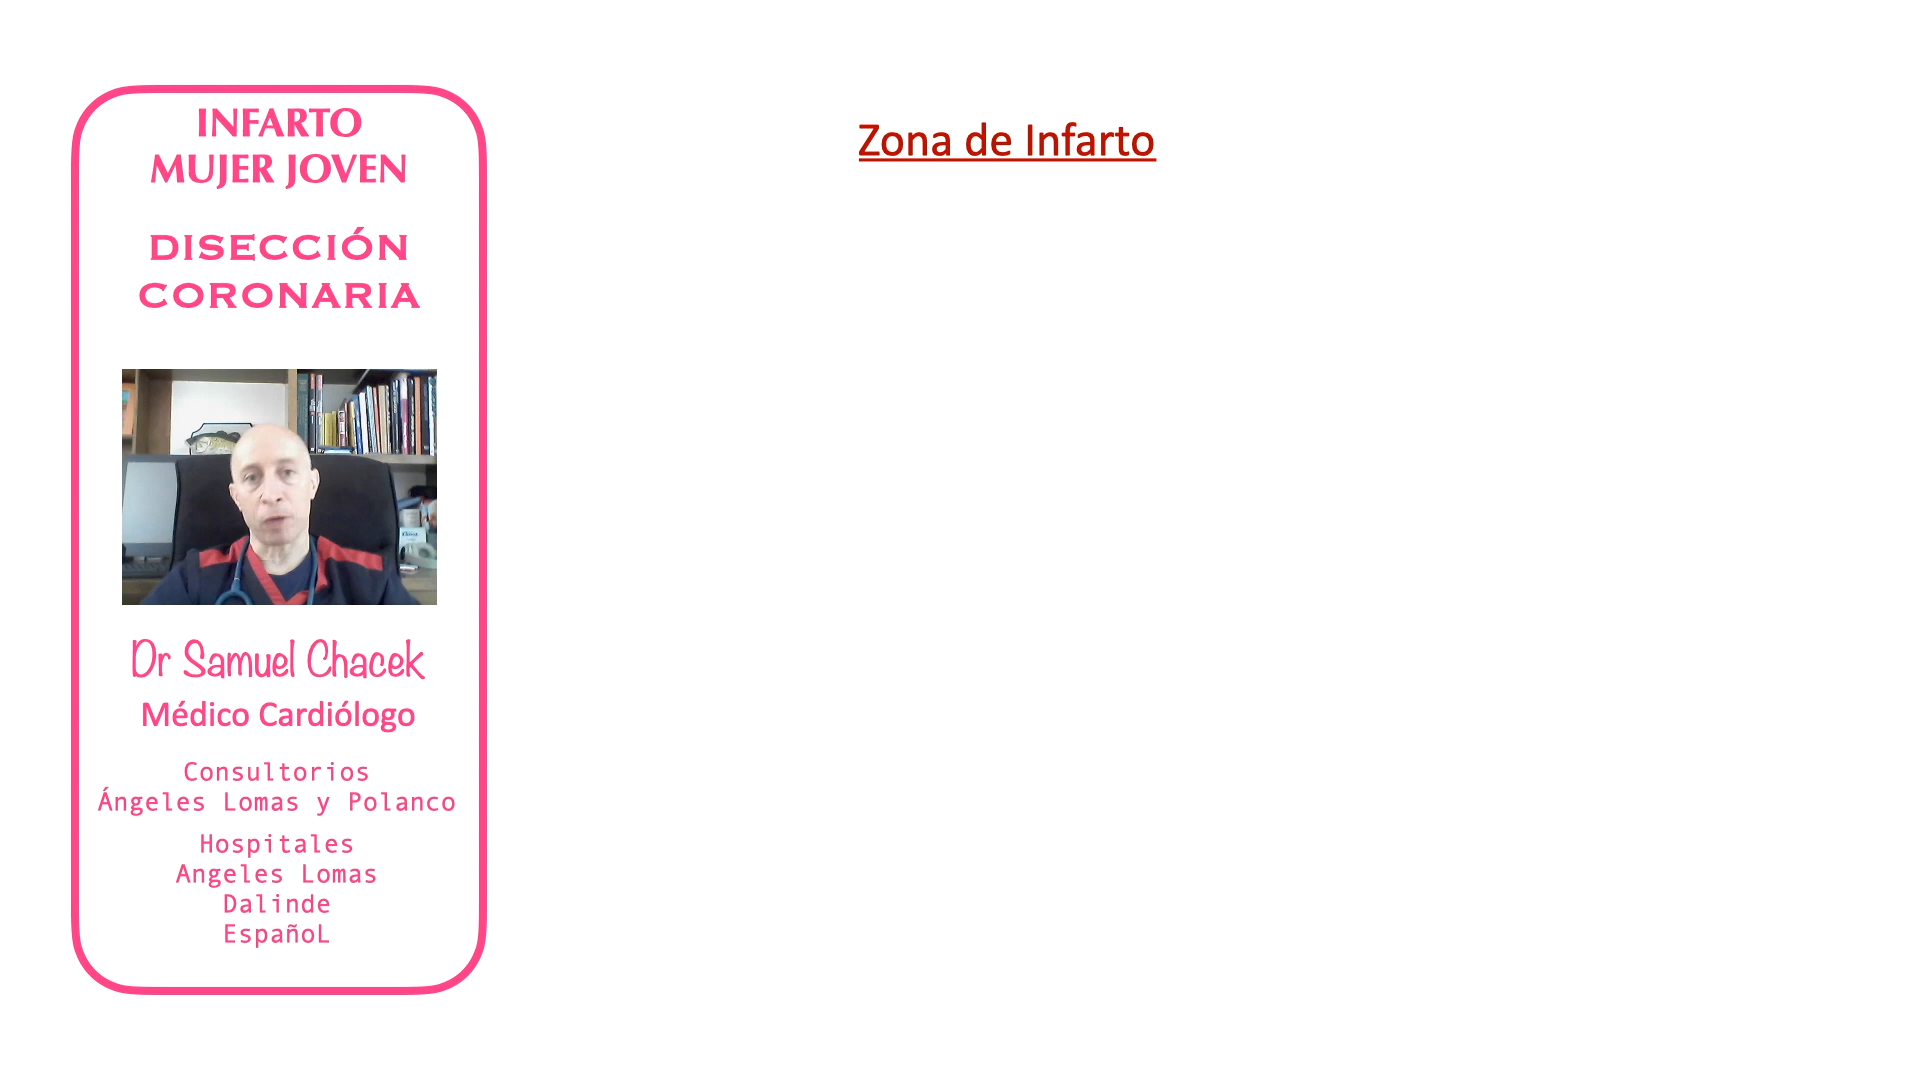 INFARTO
MUJER JOVEN
DISECCIÓN
CORONARIA
Dr Samuel Chacek
Médico Cardiólogo
Consultorios
Ángeles Lomas y Polanco
Hospitales
Angeles Lomas
Dalinde
EspañoL
Zona de Infarto